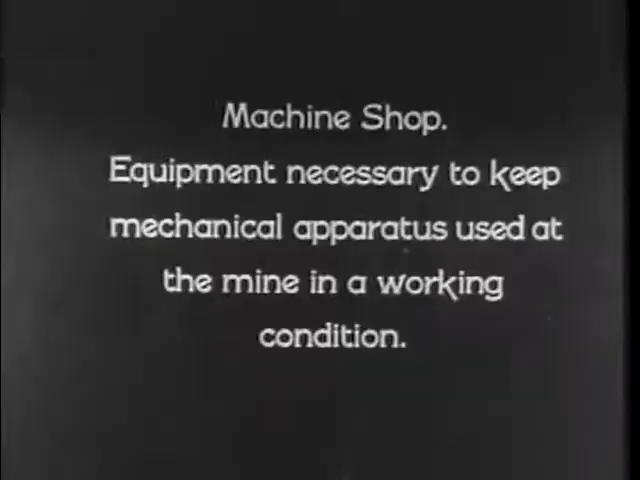 Machine Shop.
Equipment necessary to keep
mechanical apparatus used at
the mine in a working
condition.